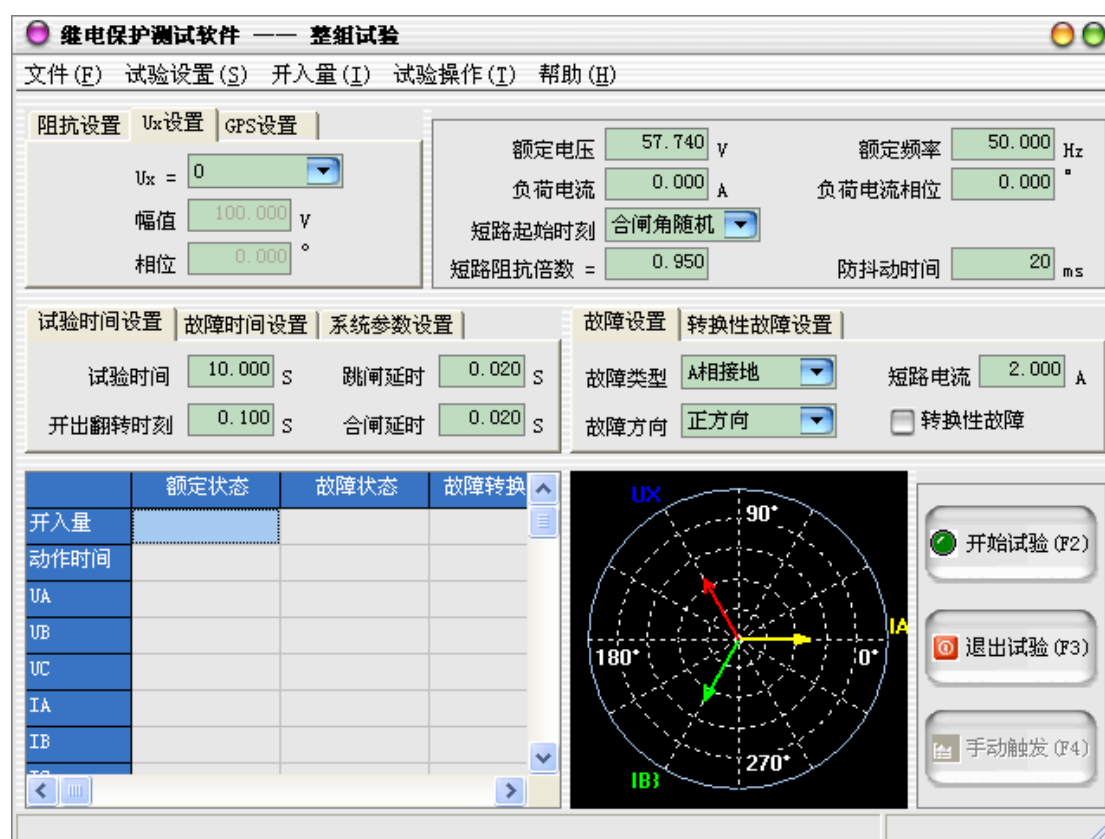 继电保护测试软件 —— 整组试验
文件(F) 试验设置(S) 开入量(I) 试验操作(T) 帮助(H)
阻抗设置 Ux设置 GPS设置
Ux = 0
幅值 100.000 V
相位 0.000 °
额定电压 57.740 V 额定频率 50.000 Hz
负荷电流 0.000 A 负荷电流相位 0.000 °
短路起始时刻 合闸角随机
短路阻抗倍数 = 0.950 防抖动时间 20 ms
试验时间设置 故障时间设置 系统参数设置
试验时间 10.000 S 跳闸延时 0.020 S
开出翻转时刻 0.100 S 合闸延时 0.020 S
故障设置 转换性故障设置
故障类型 A相接地 短路电流 2.000 A
故障方向 正方向 转换性故障
额定状态 故障状态 故障转换
开入量
动作时间
UA
UB
UC
IA
IB
UX
90°
IA
180° 0°
270°
IB
开始试验(F2)
退出试验(F3)
手动触发(F4)